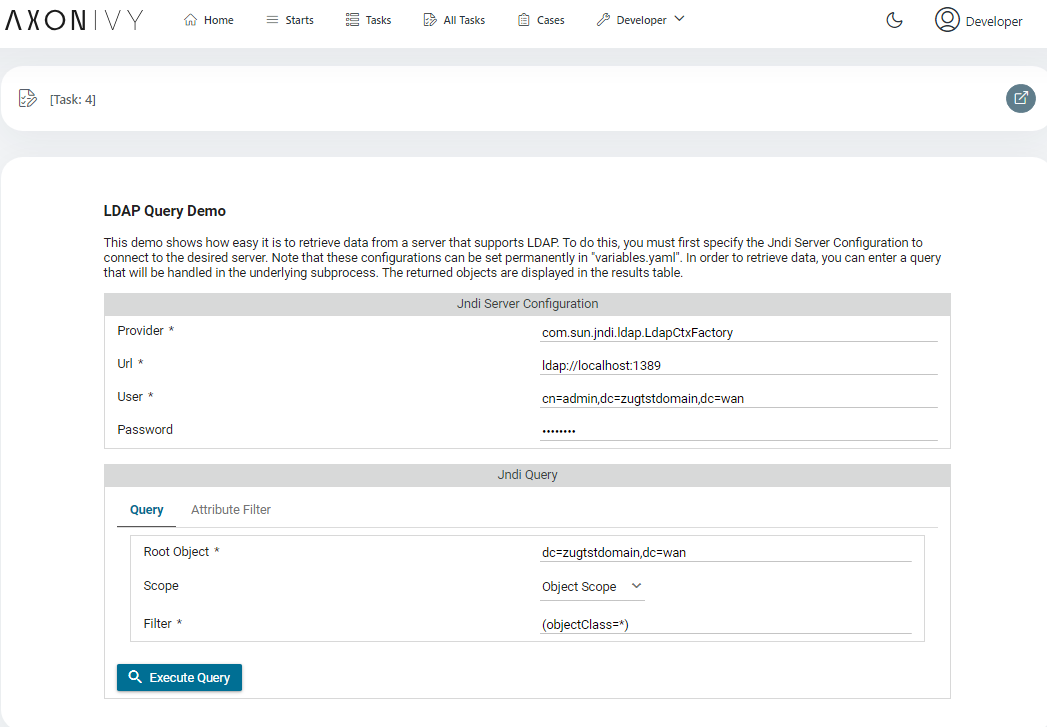 AXONIVY Home Starts Tasks All Tasks Cases Developer Developer
[Task: 4]
LDAP Query Demo
This demo shows how easy it is to retrieve data from a server that supports LDAP. To do this, you must first specify the Jndi Server Configuration to
connect to the desired server. Note that these configurations can be set permanently in "variables.yaml". In order to retrieve data, you can enter a query
that will be handled in the underlying subprocess. The returned objects are displayed in the results table.
Jndi Server Configuration
Provider * com.sun.jndi.ldap.LdapCtxFactory
Url * ldap://localhost:1389
User * cn=admin,dc=zugtstdomain,dc=wan
Password ••••••••
Jndi Query
Query Attribute Filter
Root Object * dc=zugtstdomain,dc=wan
Scope Object Scope
Filter * (objectClass=*)
Execute Query